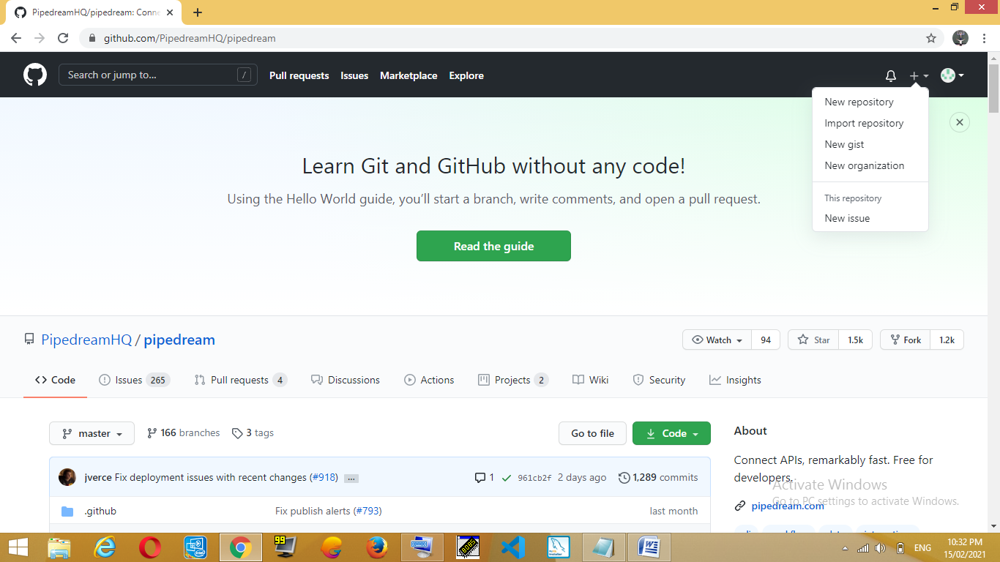 PipedreamHQ/pipedream: Conne
github.com/PipedreamHQ/pipedream
Search or jump to... / Pull requests Issues Marketplace Explore
New repository
Import repository
New gist
New organization
This repository
New issue
Learn Git and GitHub without any code!
Using the Hello World guide, you’ll start a branch, write comments, and open a pull request.
Read the guide
PipedreamHQ / pipedream Watch 94 Star 1.5k Fork 1.2k
Code Issues 265 Pull requests 4 Discussions Actions Projects 2 Wiki Security Insights
master 166 branches 3 tags Go to file Code
jverce Fix deployment issues with recent changes (#918) ... 1 961cb2f 2 days ago 1,289 commits
.github Fix publish alerts (#793) last month
About
Connect APIs, remarkably fast. Free for
developers.
pipedream.com
Activate Windows
Go to PC settings to activate Windows.
99
ENG
10:32 PM
15/02/2021